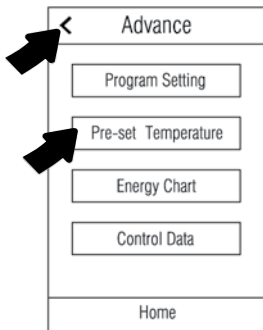 < Advance
Program Setting
Pre-set Temperature
Energy Chart
Control Data
Home